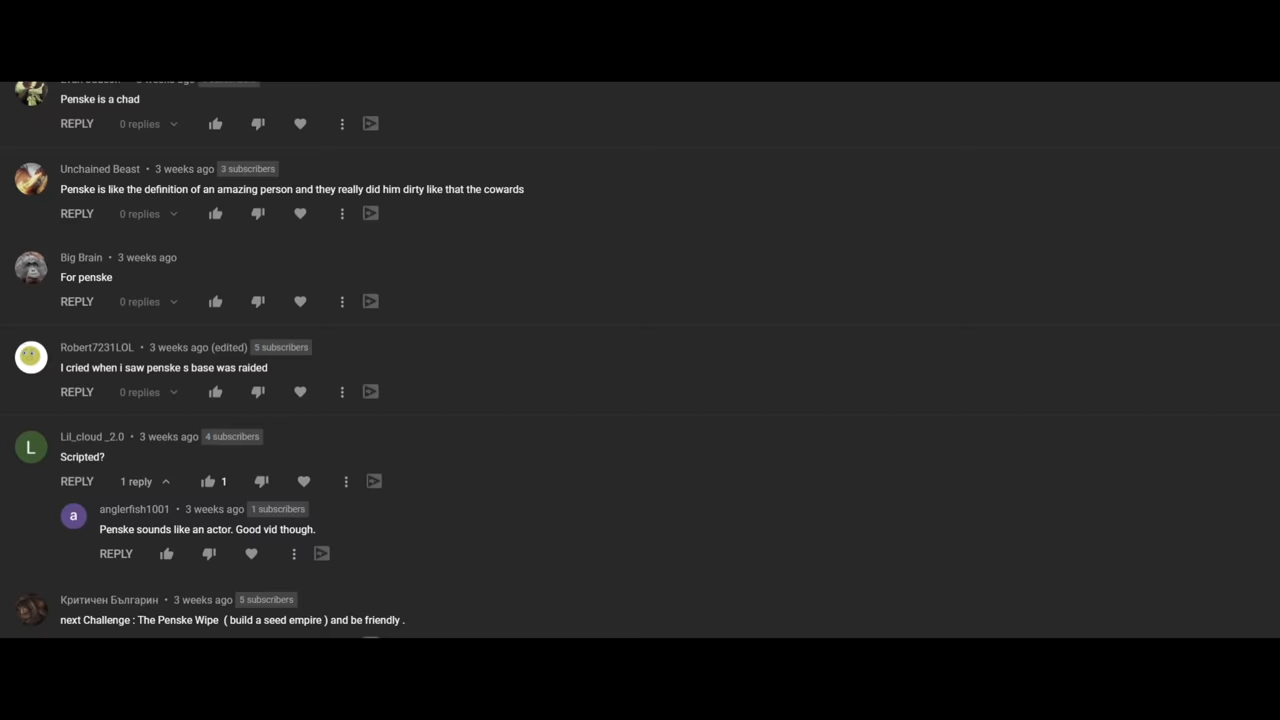 3 weeks ago
Penske is a chad
REPLY 0 replies
Unchained Beast • 3 weeks ago 3 subscribers
Penske is like the definition of an amazing person and they really did him dirty like that the cowards
REPLY 0 replies
Big Brain • 3 weeks ago
For penske
REPLY 0 replies
Robert7231LOL • 3 weeks ago (edited) 5 subscribers
I cried when i saw penske s base was raided
REPLY 0 replies
L
Lil_cloud _2.0 • 3 weeks ago 4 subscribers
Scripted?
REPLY 1 reply 1
a
anglerfish1001 • 3 weeks ago 1 subscribers
Penske sounds like an actor. Good vid though.
REPLY
Критичен Българин • 3 weeks ago 5 subscribers
next Challenge : The Penske Wipe ( build a seed empire ) and be friendly .